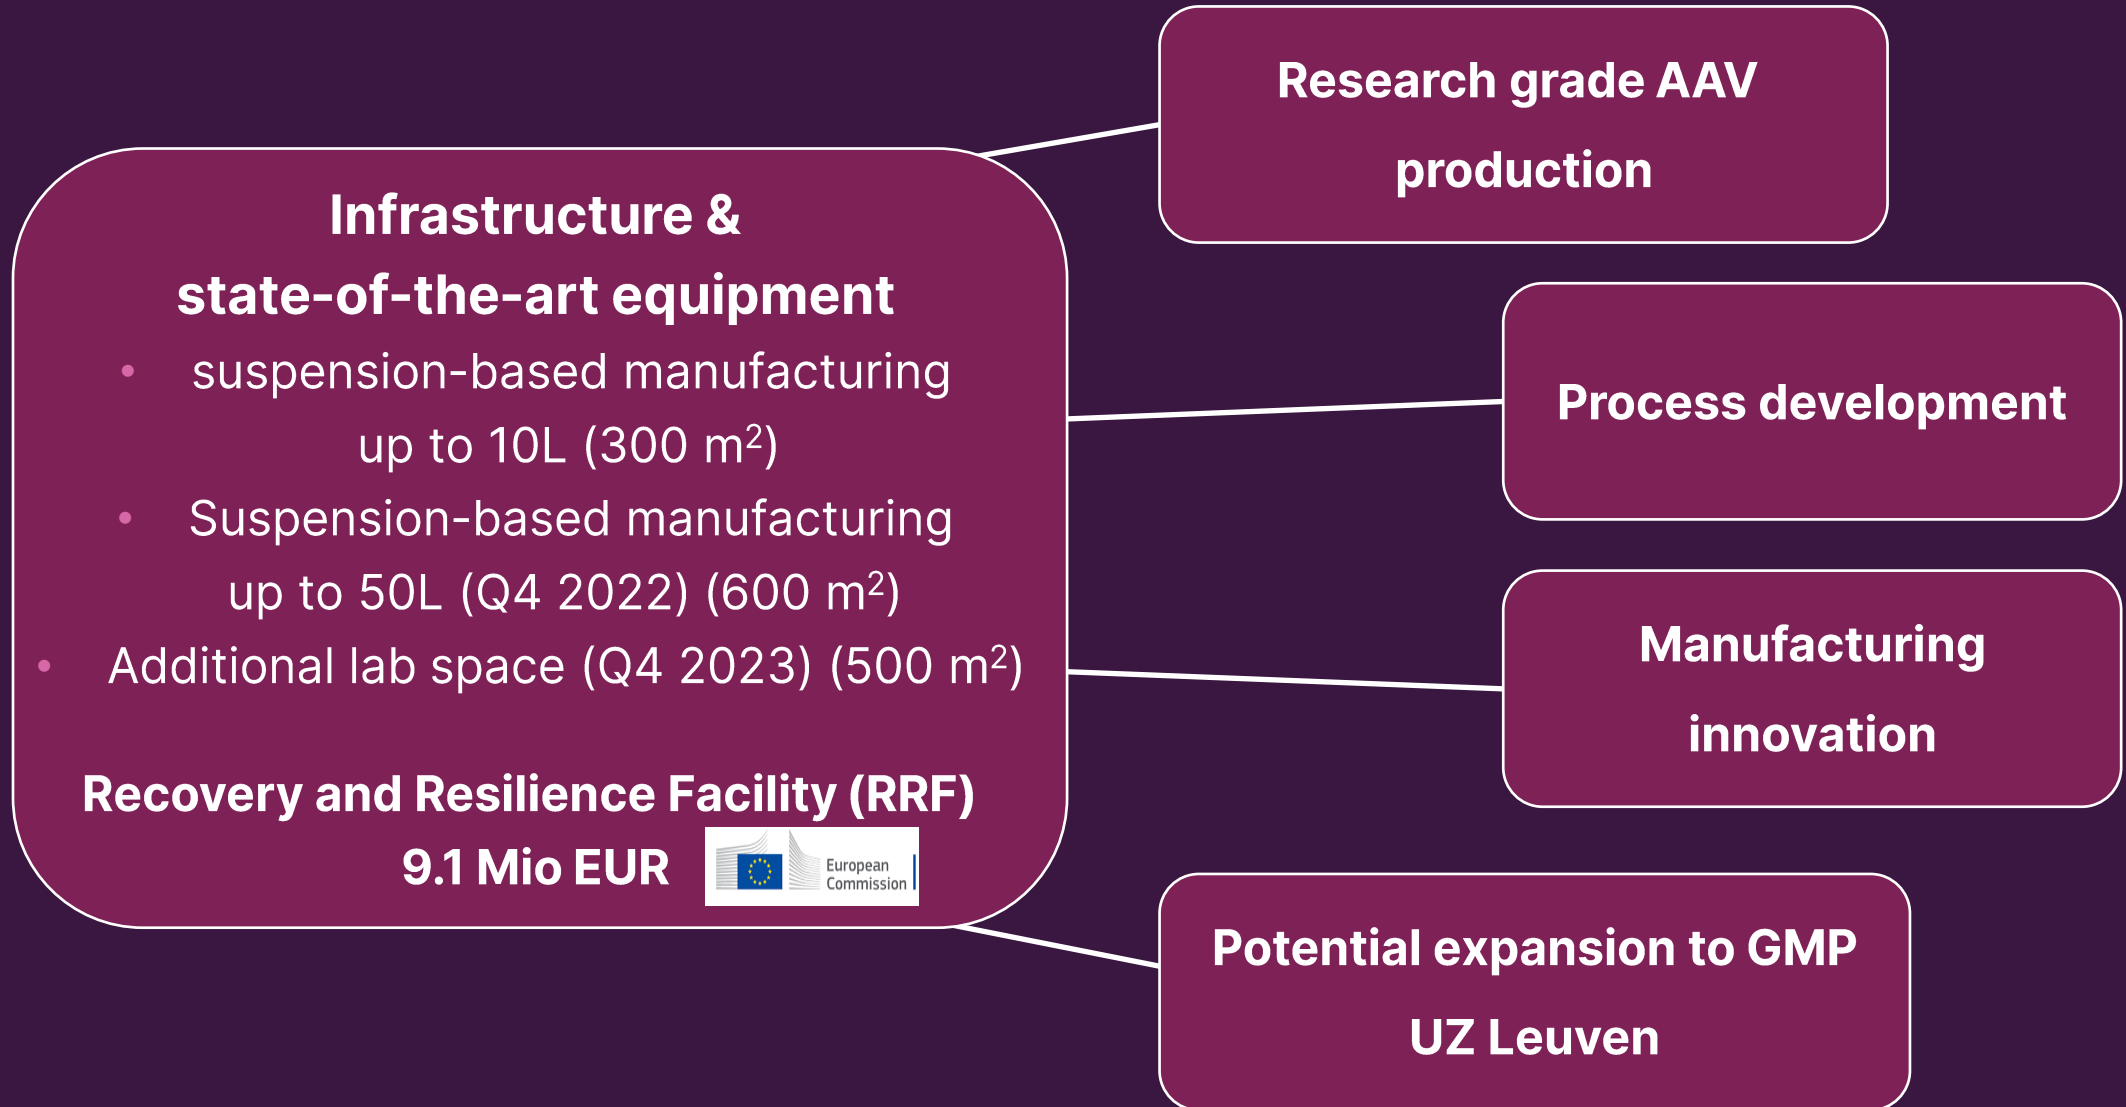 Infrastructure &
state-of-the-art equipment
• suspension-based manufacturing
up to 10L (300 m²)
• Suspension-based manufacturing
up to 50L (Q4 2022) (600 m²)
• Additional lab space (Q4 2023) (500 m²)
Recovery and Resilience Facility (RRF)
9.1 Mio EUR
European
Commission
Research grade AAV
production
Process development
Manufacturing
innovation
Potential expansion to GMP
UZ Leuven